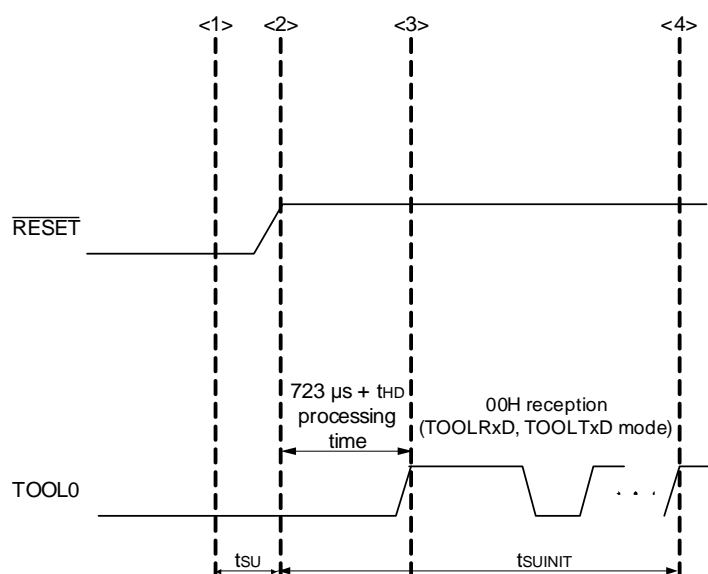 <1> <2> <3> <4>
RESET
723 µs + tHD
processing
time
00H reception
(TOOLRxD, TOOLTxD mode)
TOOL0
. . .
tSU tSUINIT